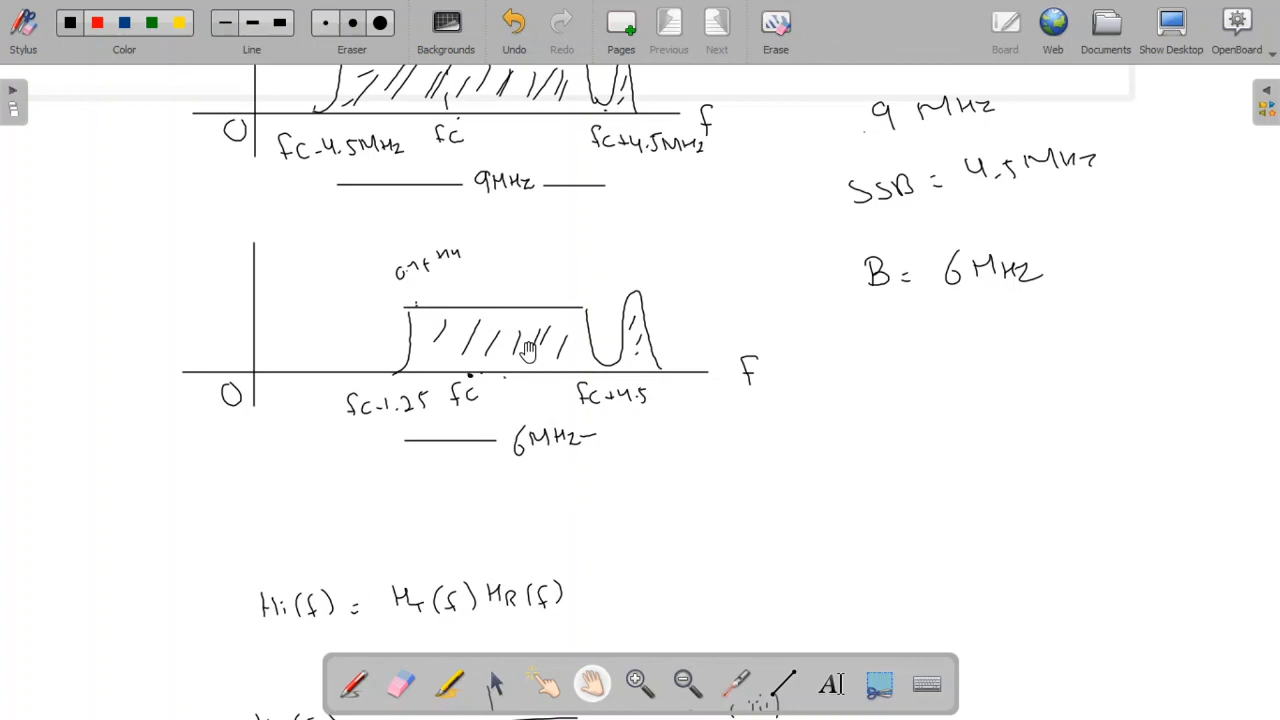 Stylus
Color
Line
Eraser
Backgrounds
Undo
Redo
Pages
Previous
Next
Erase
Board
Web
Documents
Show Desktop
OpenBoard
0
fc-4.5MHz
fc
fc+4.5MHz
f
9MHz
9 MHz
SSB = 4.5MHz
B = 6MHz
0
fc-1.25
fc
fc+4.5
f
6MHz
Hi(f) = HT(f) HR(f)